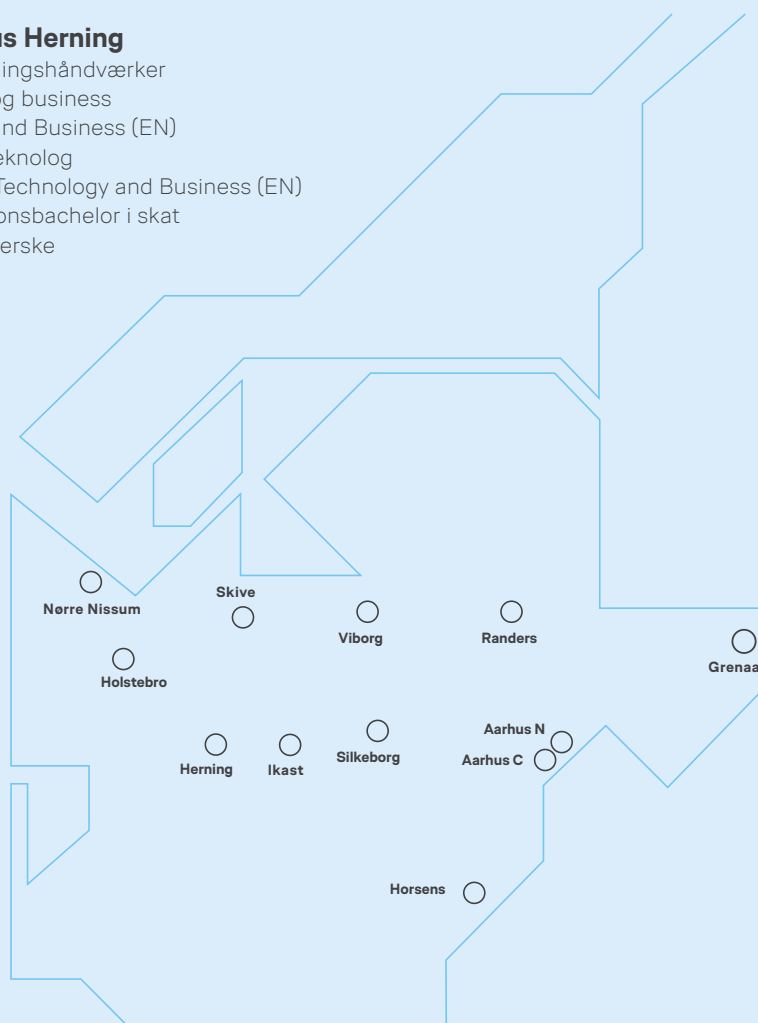 us Herning
ingshåndværker
og business
nd Business (EN)
eknolog
Technology and Business (EN)
onsbachelor i skat
erske
Skive
Nørre Nissum
Viborg
Randers
Grenaa
Holstebro
Aarhus N
Silkeborg
Aarhus C
Herning
Ikast
Horsens